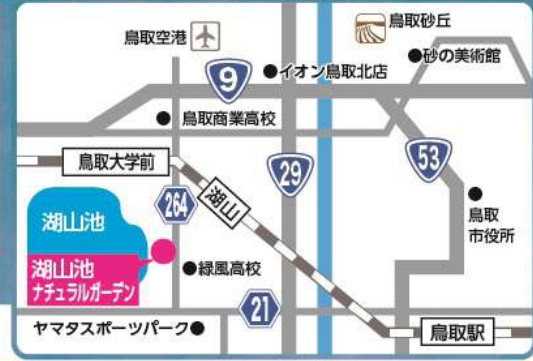 鳥取空港
鳥取砂丘
砂の美術館
イオン鳥取北店
9
鳥取商業高校
53
鳥取大学前
29
264
湖山
鳥取
市役所
湖山池
湖山池
ナチュラルガーデン
緑風高校
21
ヤマタスポーツパーク
鳥取駅